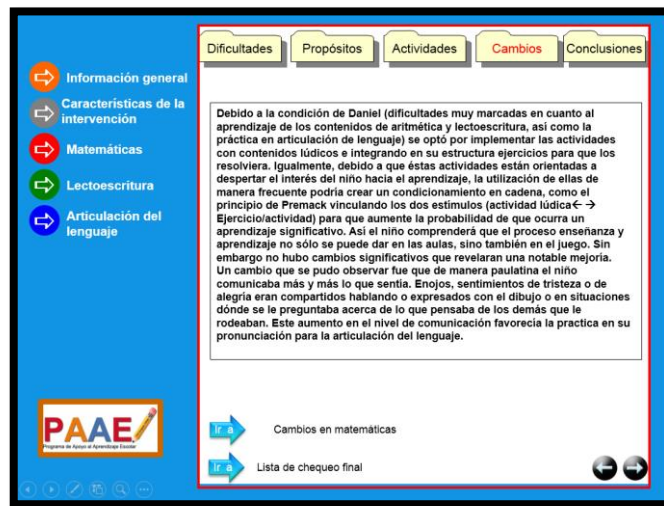 Dificultades
Propósitos
Actividades
Cambios
Conclusiones
Información general
Características de la
intervención
Matemáticas
Lectoescritura
Articulación del
lenguaje
Debido a la condición de Daniel (dificultades muy marcadas en cuanto al
aprendizaje de los contenidos de aritmética y lectoescritura, así como la
práctica en articulación de lenguaje) se optó por implementar las actividades
con contenidos lúdicos e integrando en su estructura ejercicios para que los
resolviera. Igualmente, debido a que éstas actividades están orientadas a
despertar el interés del niño hacia el aprendizaje, la utilización de ellas de
manera frecuente podría crear un condicionamiento en cadena, como el
principio de Premack vinculando los dos estímulos (actividad lúdica← →
Ejercicio/actividad) para que aumente la probabilidad de que ocurra un
aprendizaje significativo. Así el niño comprenderá que el proceso enseñanza y
aprendizaje no sólo se puede dar en las aulas, sino también en el juego. Sin
embargo no hubo cambios significativos que revelaran una notable mejoría.
Un cambio que se pudo observar fue que de manera paulatina el niño
comunicaba más y más lo que sentía. Enojos, sentimientos de tristeza o de
alegría eran compartidos hablando o expresados con el dibujo o en situaciones
dónde se le preguntaba acerca de lo que pensaba de los demás que le
rodeaban. Este aumento en el nivel de comunicación favorecía la practica en su
pronunciación para la articulación del lenguaje.
PAAE
Programa de Apoyo al Aprendizaje Escolar
Ir a
Cambios en matemáticas
Ir a
Lista de chequeo final